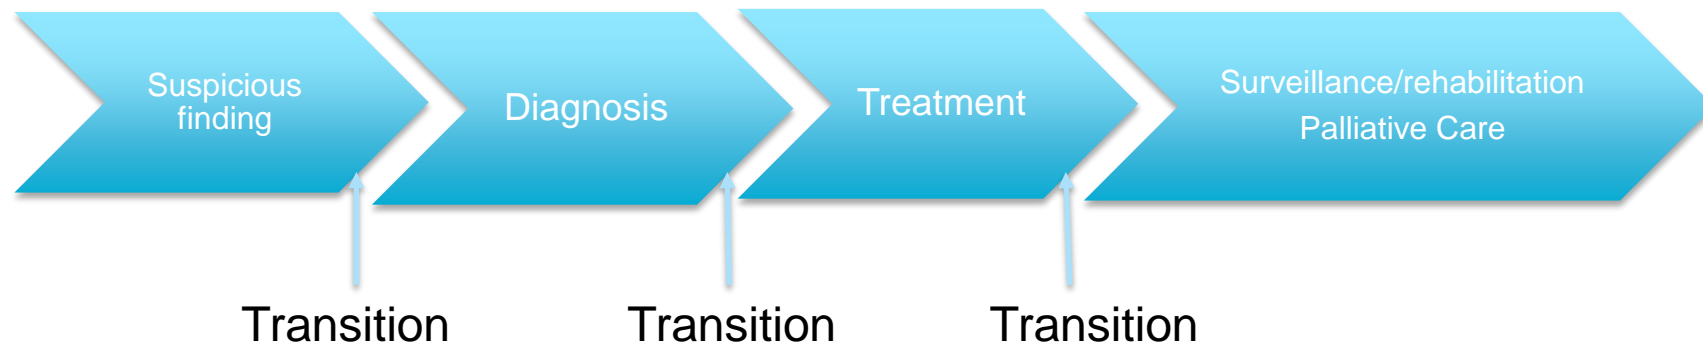 Suspicious
finding
Diagnosis
Treatment
Surveillance/rehabilitation
Palliative Care
Transition
Transition
Transition